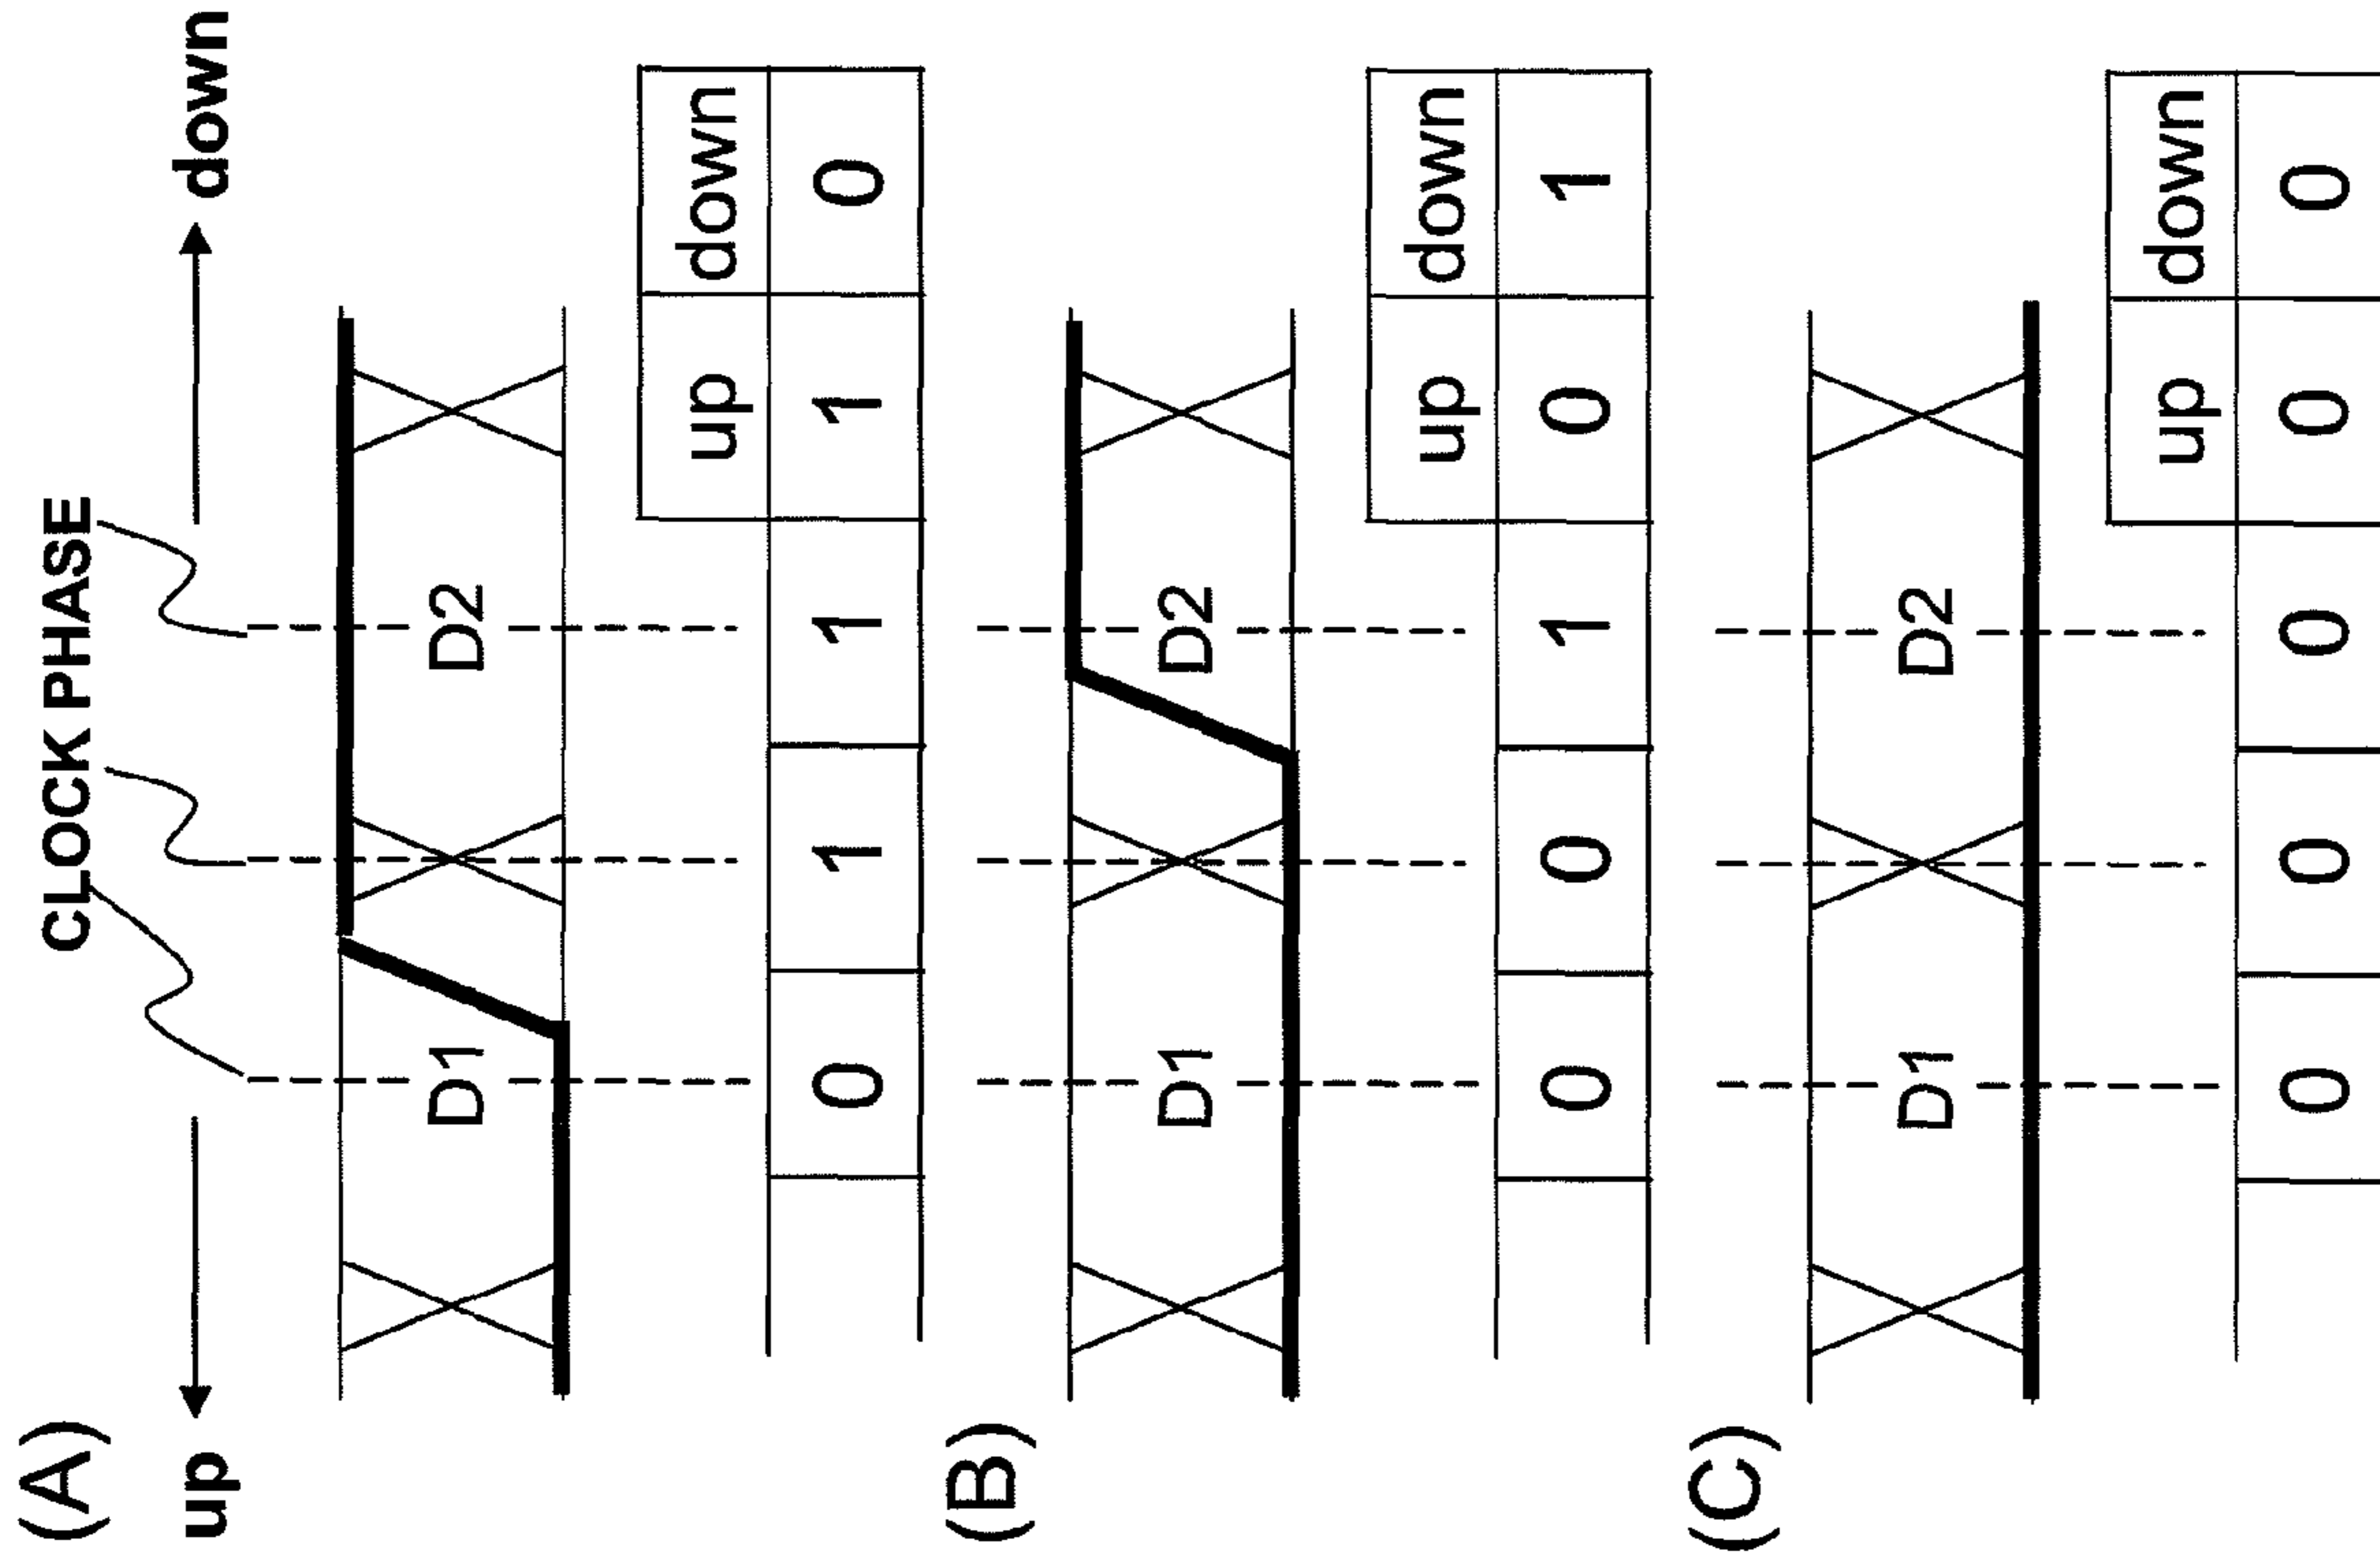 (A)
CLOCK PHASE
up down
D1 D2
up down
0 1 1 1 0
(B)
D1 D2
up down
0 0 1 0 1
(C)
D1 D2
up down
0 0 0 0 0